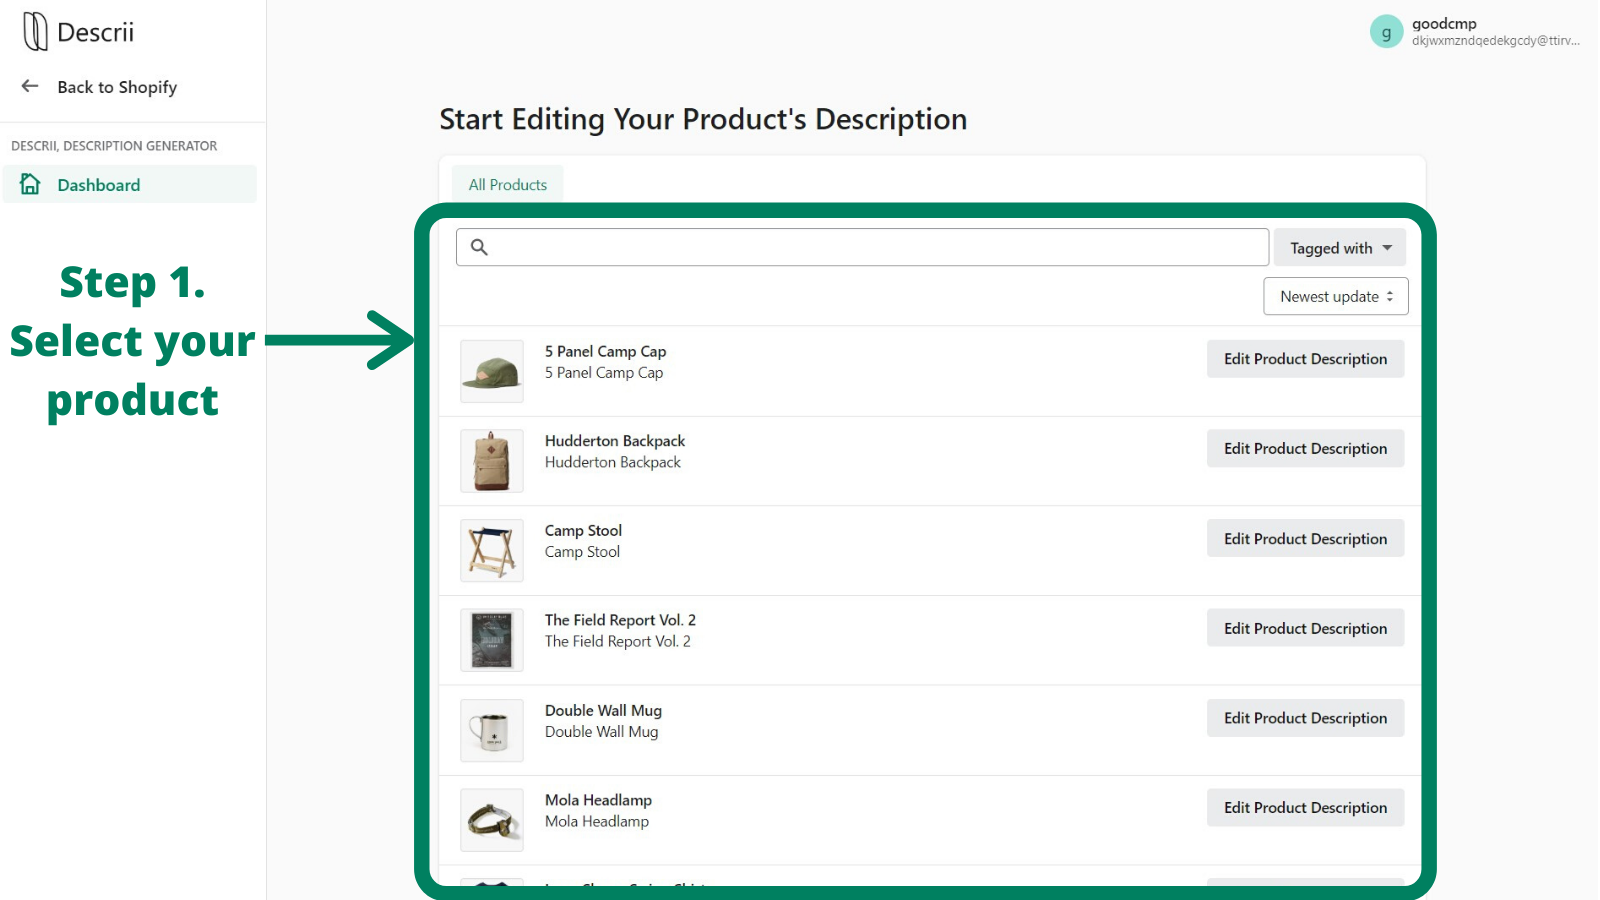 Descrii
Back to Shopify
DESCRII, DESCRIPTION GENERATOR
Dashboard
Step 1.
Select your
product
g
goodcmp
dkjwxmzndqedekgcdy@ttirv...
Start Editing Your Product's Description
All Products
Tagged with
Newest update
5 Panel Camp Cap
5 Panel Camp Cap
Edit Product Description
Hudderton Backpack
Hudderton Backpack
Edit Product Description
Camp Stool
Camp Stool
Edit Product Description
The Field Report Vol. 2
The Field Report Vol. 2
Edit Product Description
Double Wall Mug
Double Wall Mug
Edit Product Description
Mola Headlamp
Mola Headlamp
Edit Product Description